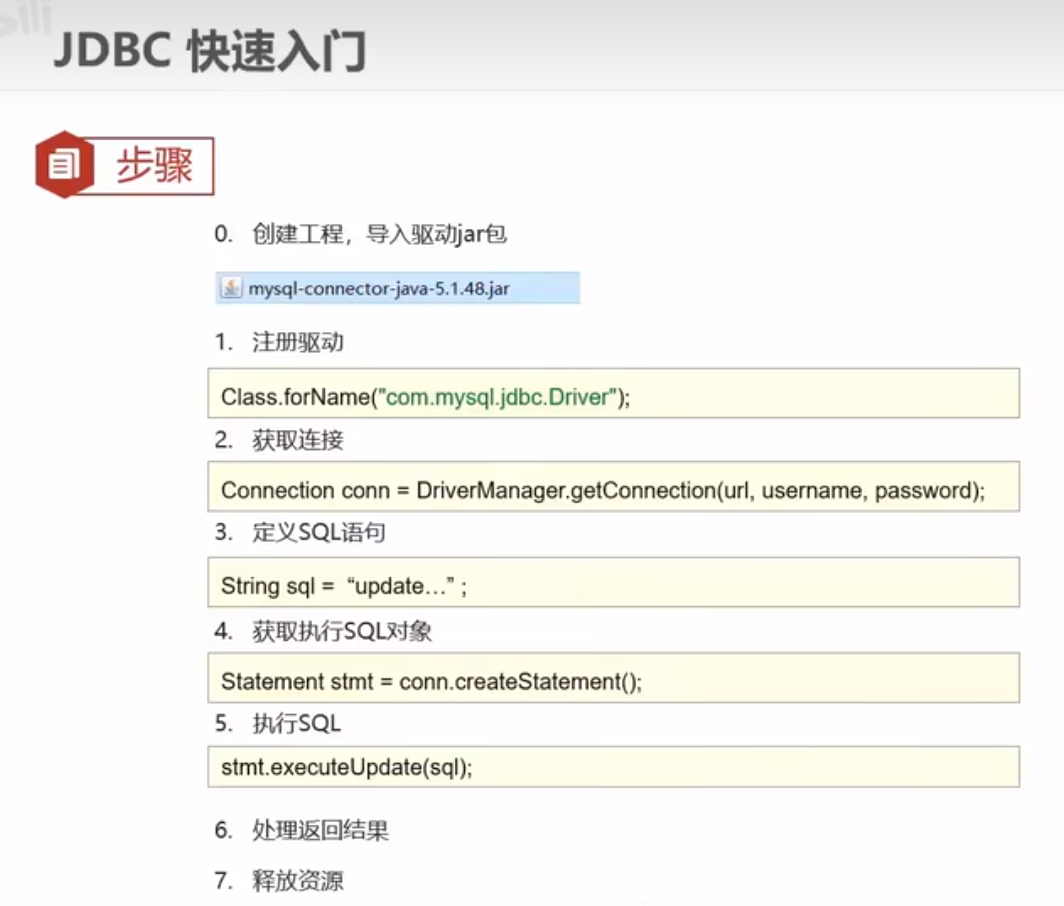 JDBC 快速入门
步骤
0. 创建工程，导入驱动jar包
mysql-connector-java-5.1.48.jar
1. 注册驱动
Class.forName("com.mysql.jdbc.Driver");
2. 获取连接
Connection conn = DriverManager.getConnection(url, username, password);
3. 定义SQL语句
String sql = “update…” ;
4. 获取执行SQL对象
Statement stmt = conn.createStatement();
5. 执行SQL
stmt.executeUpdate(sql);
6. 处理返回结果
7. 释放资源